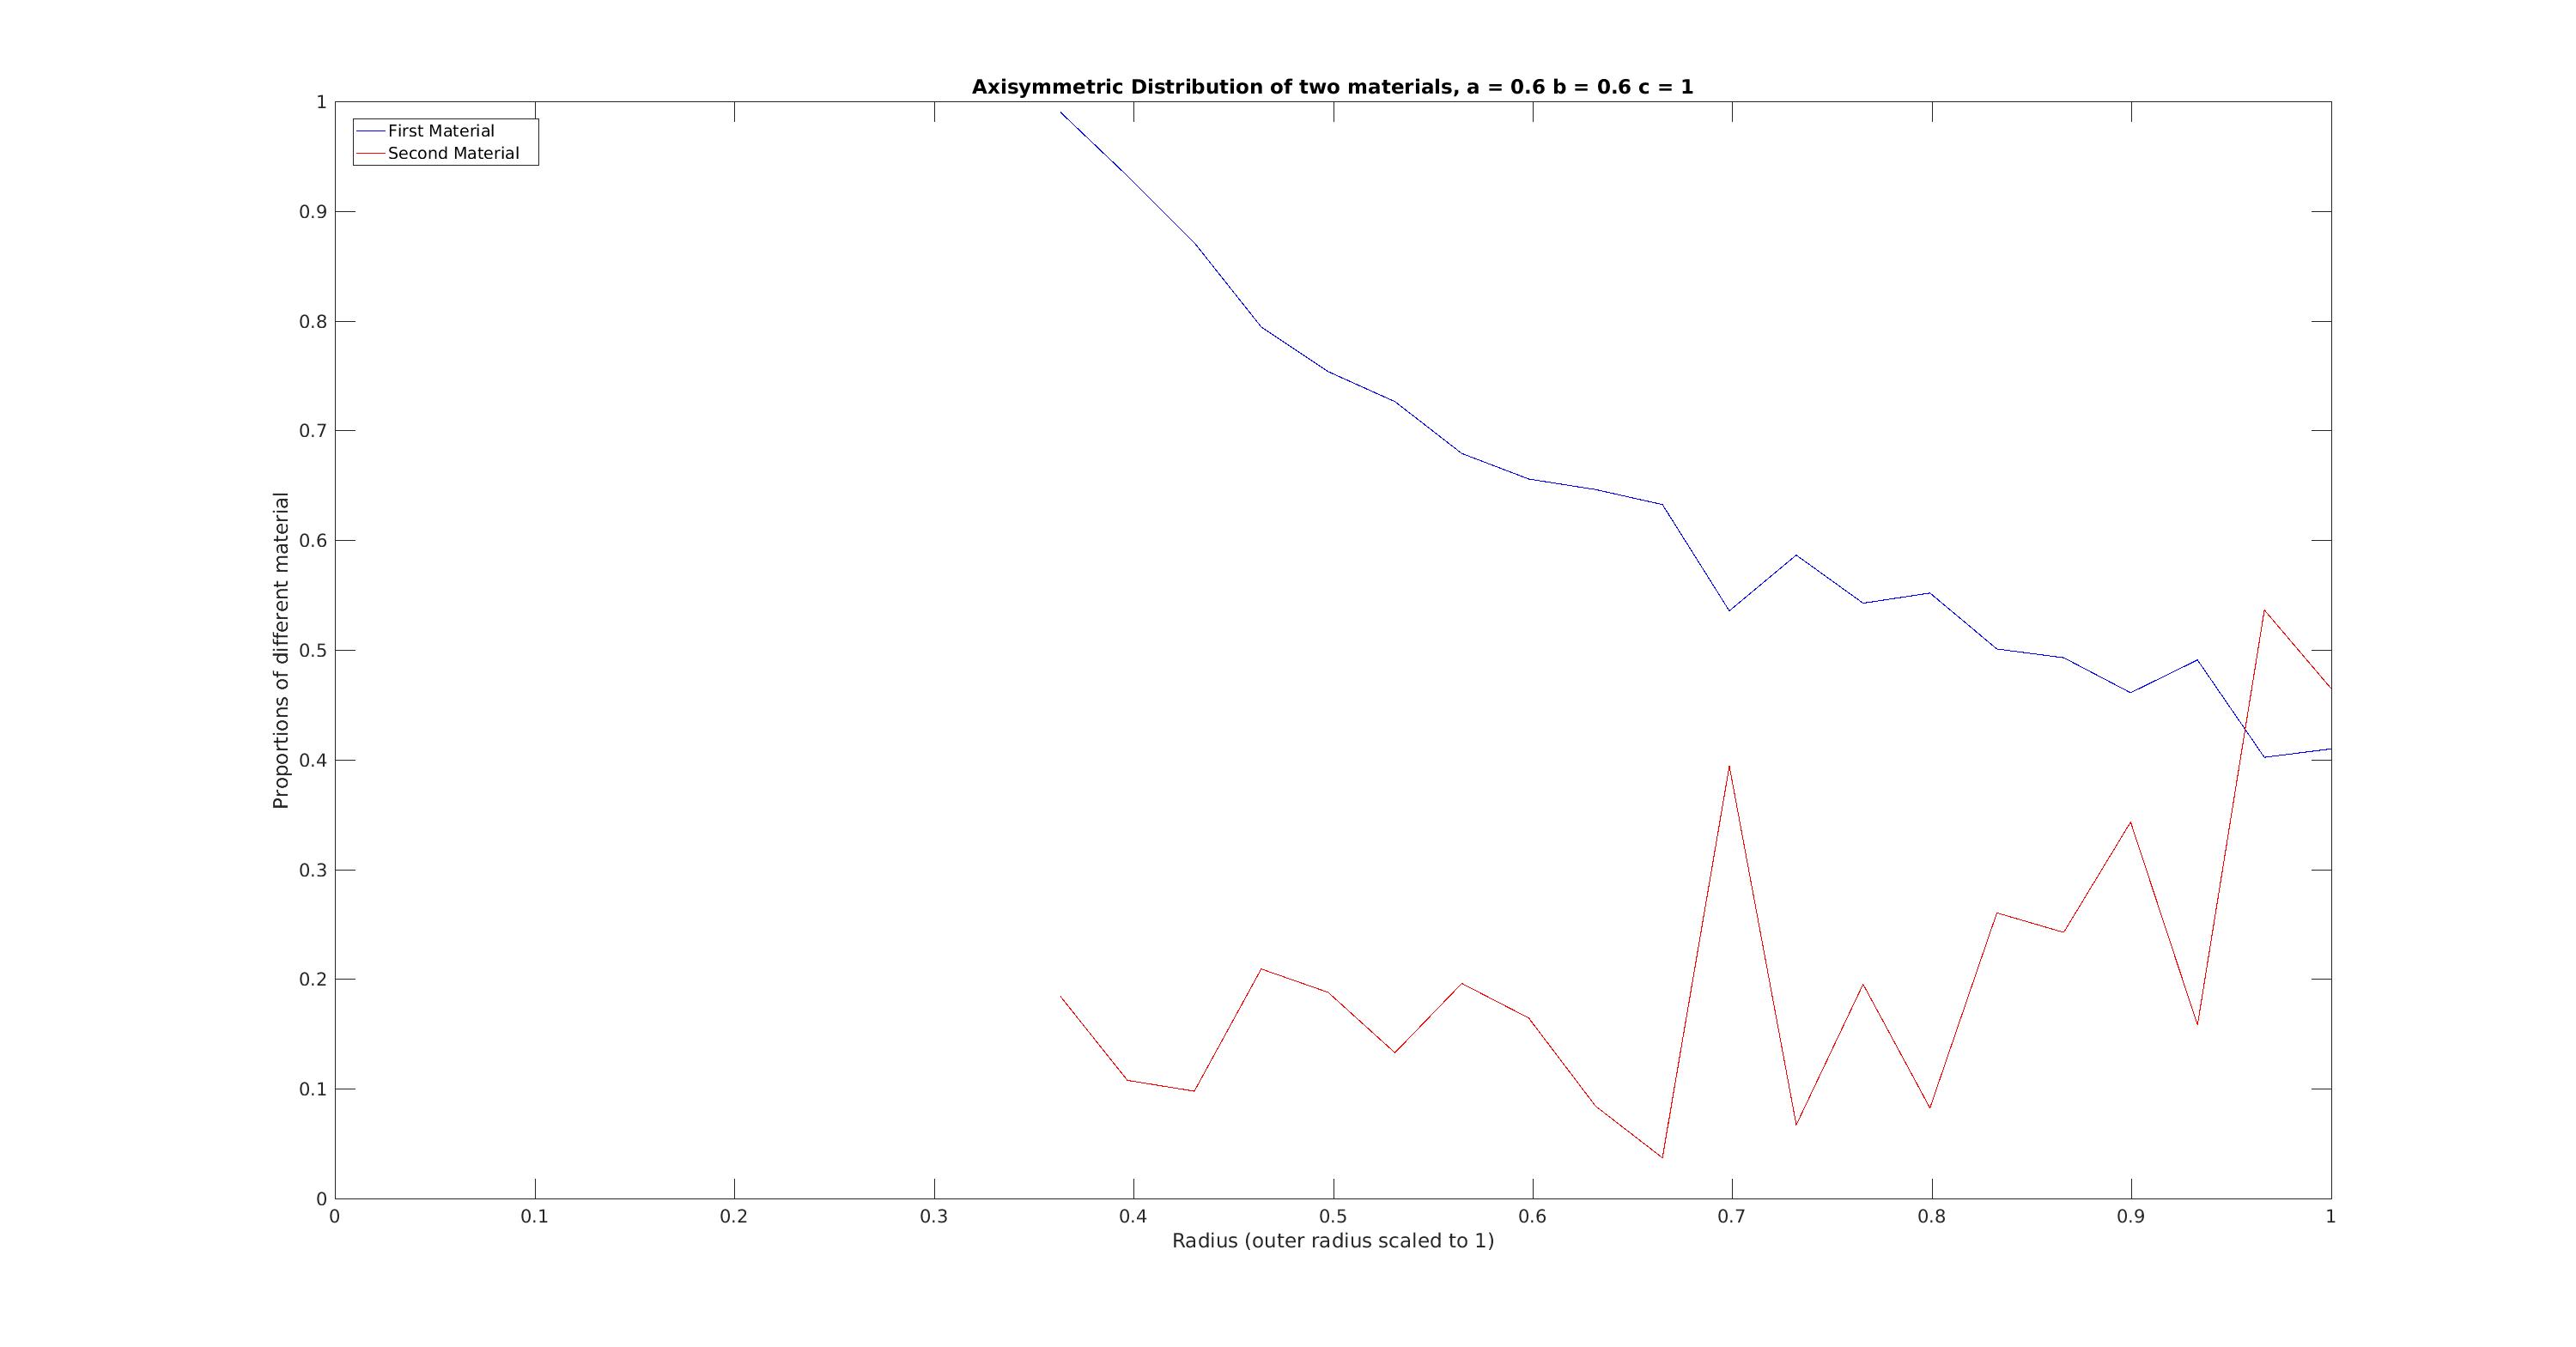 Axisymmetric Distribution of two materials, a = 0.6 b = 0.6 c = 1
First Material
Second Material
1
0.9
0.8
0.7
0.6
0.5
0.4
0.3
0.2
0.1
0
Proportions of different material
0 0.1 0.2 0.3 0.4 0.5 0.6 0.7 0.8 0.9 1
Radius (outer radius scaled to 1)